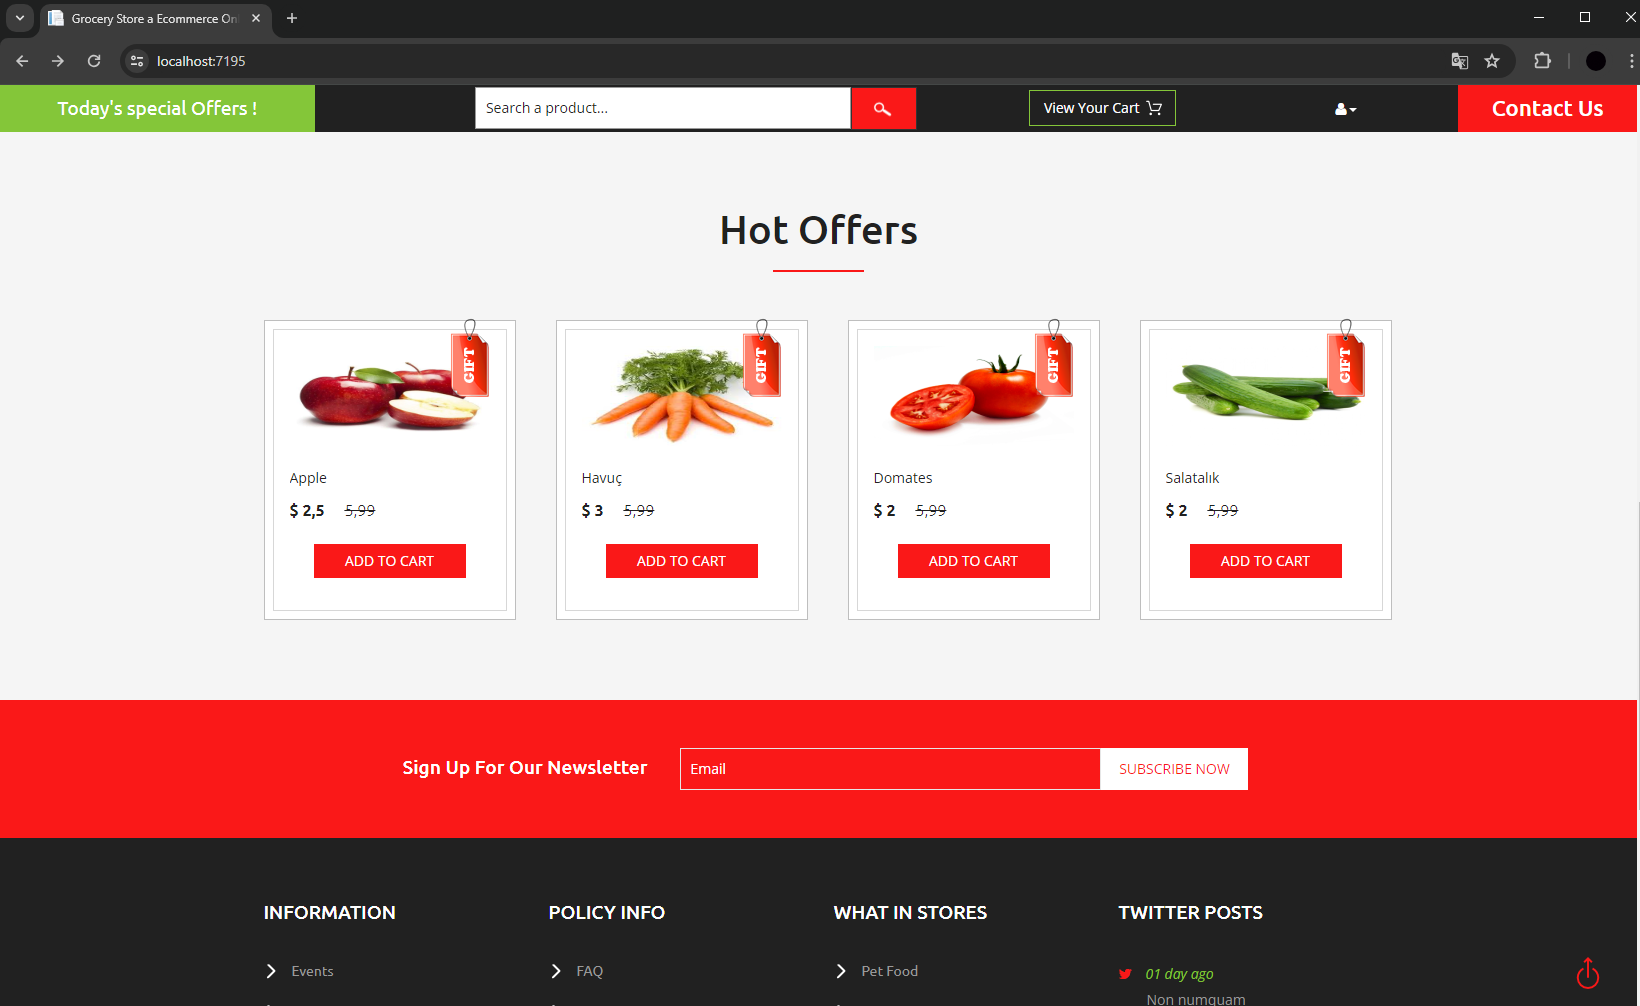 Grocery Store a Ecommerce Onl
localhost:7195
Today's special Offers !
Search a product...
View Your Cart
Contact Us
Hot Offers
GIFT
GIFT
GIFT
GIFT
Apple
$ 2,5 5,99
ADD TO CART
Havuç
$ 3 5,99
ADD TO CART
Domates
$ 2 5,99
ADD TO CART
Salatalık
$ 2 5,99
ADD TO CART
Sign Up For Our Newsletter
Email
SUBSCRIBE NOW
INFORMATION
Events
POLICY INFO
FAQ
WHAT IN STORES
Pet Food
TWITTER POSTS
01 day ago
Non numquam